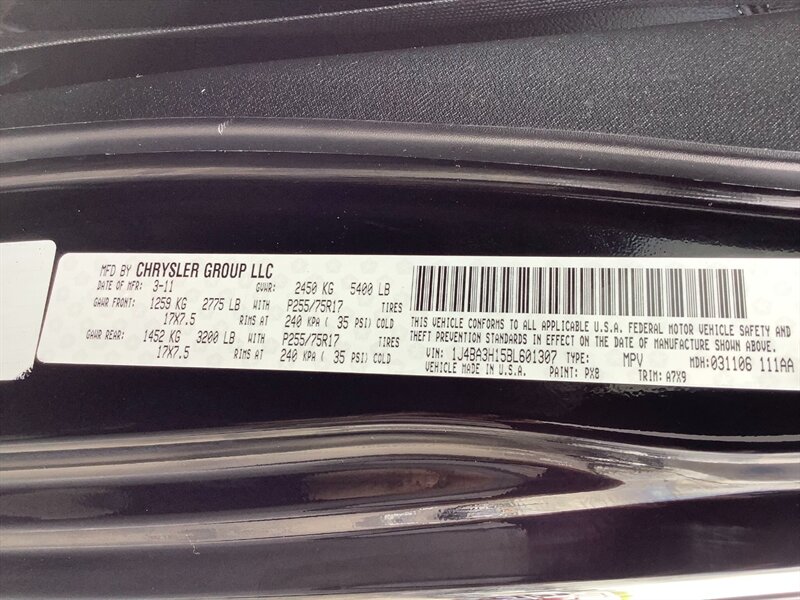 MFD BY CHRYSLER GROUP LLC
DATE OF MFR: 3-11 GVWR: 2450 KG 5400 LB
GAWR FRONT: 1259 KG 2775 LB WITH P255/75R17 TIRES
17X7.5 RIMS AT 240 KPA ( 35 PSI) COLD
GAWR REAR: 1452 KG 3200 LB WITH P255/75R17 TIRES
17X7.5 RIMS AT 240 KPA ( 35 PSI) COLD
THIS VEHICLE CONFORMS TO ALL APPLICABLE U.S.A. FEDERAL MOTOR VEHICLE SAFETY AND
THEFT PREVENTION STANDARDS IN EFFECT ON THE DATE OF MANUFACTURE SHOWN ABOVE.
VIN: 1J4BA3H15BL601307 TYPE: MPV MDH: 031106 111AA
VEHICLE MADE IN U.S.A. PAINT: PX8 TRIM: A7X9